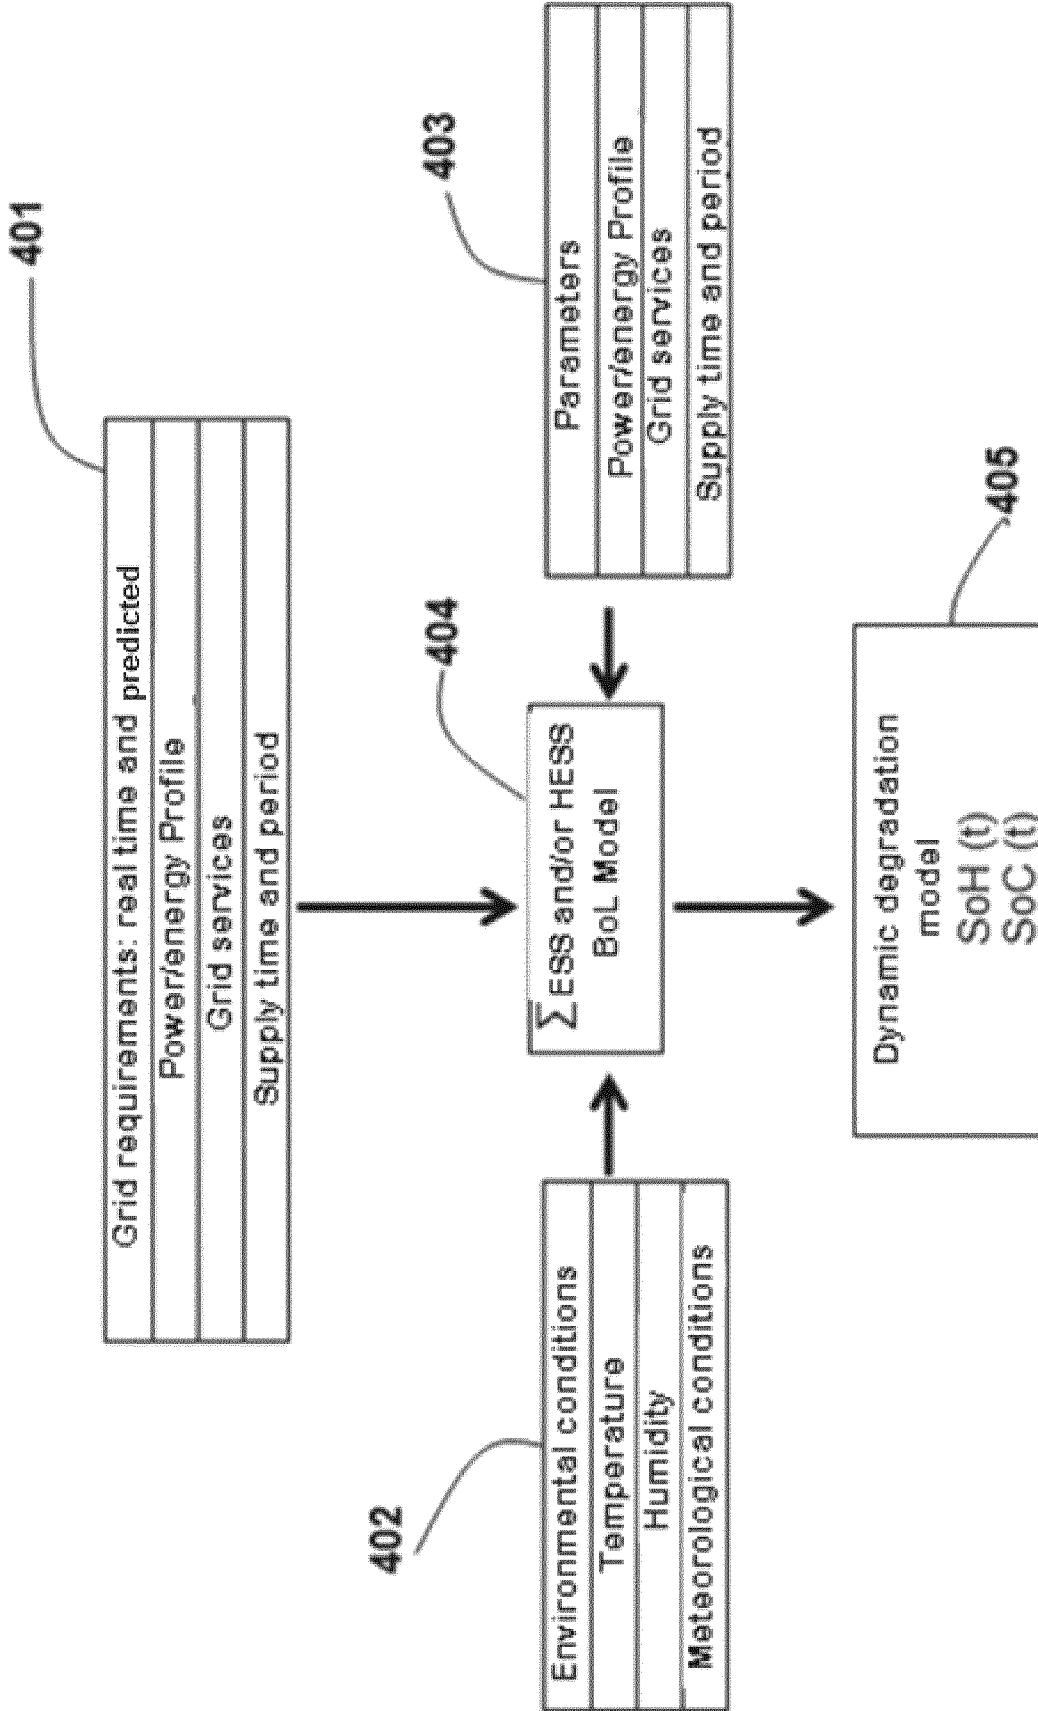 401
Grid requirements: real time and predicted
Power/energy Profile
Grid services
Supply time and period
402
Environmental conditions
Temperature
Humidity
Meteorological conditions
404
∑ESS and/or HESS
BoL Model
403
Parameters
Power/energy Profile
Grid services
Supply time and period
405
Dynamic degradation
model
SoH (t)
SoC (t)